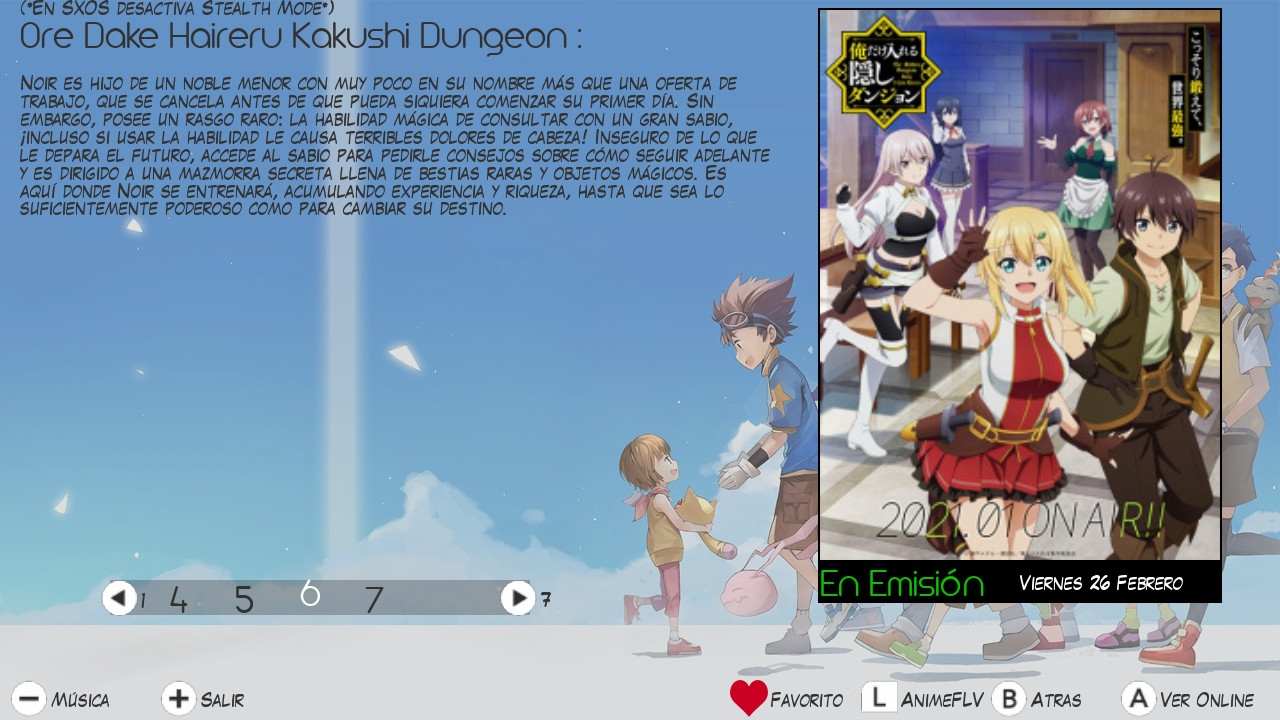 (*En SXOS desactiva Stealth Mode*)
Ore Dake Haireru Kakushi Dungeon :
Noir es hijo de un noble menor con muy poco en su nombre más que una oferta de
trabajo, que se cancela antes de que pueda siquiera comenzar su primer día. Sin
embargo, posee un rasgo raro: la habilidad mágica de consultar con un gran sabio,
¡incluso si usar la habilidad le causa terribles dolores de cabeza! Inseguro de lo que
le depara el futuro, accede al sabio para pedirle consejos sobre cómo seguir adelante
y es dirigido a una mazmorra secreta llena de bestias raras y objetos mágicos. Es
aquí donde Noir se entrenará, acumulando experiencia y riqueza, hasta que sea lo
suficientemente poderoso como para cambiar su destino.
俺だけ入れる
隠し
ダンジョン
こっそり鍛えて、
世界最強。
2021.01 ON AIR!!
En Emisión
Viernes 26 Febrero
1 4 5 6 7 7
Música
Salir
Favorito
L AnimeFLV
B Atras
A Ver Online